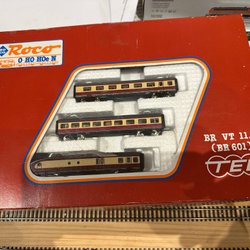 Roco
O HO HOe N
BR VT 11.
(BR 601)
TEE